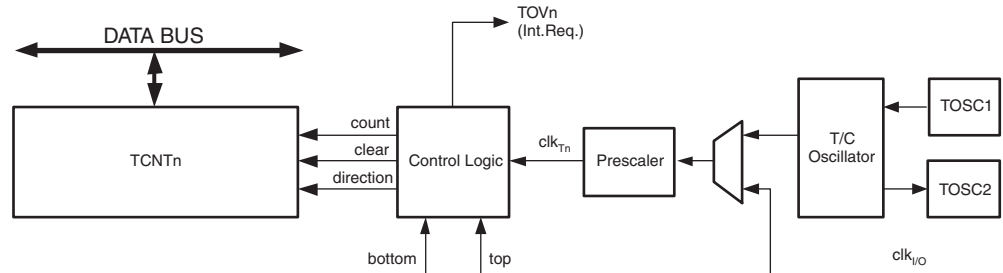 TOVn
(Int.Req.)
DATA BUS
TOSC1
count
TCNTn
clear
Control Logic
clkTn
Prescaler
T/C
Oscillator
direction
TOSC2
bottom
top
clkI/O